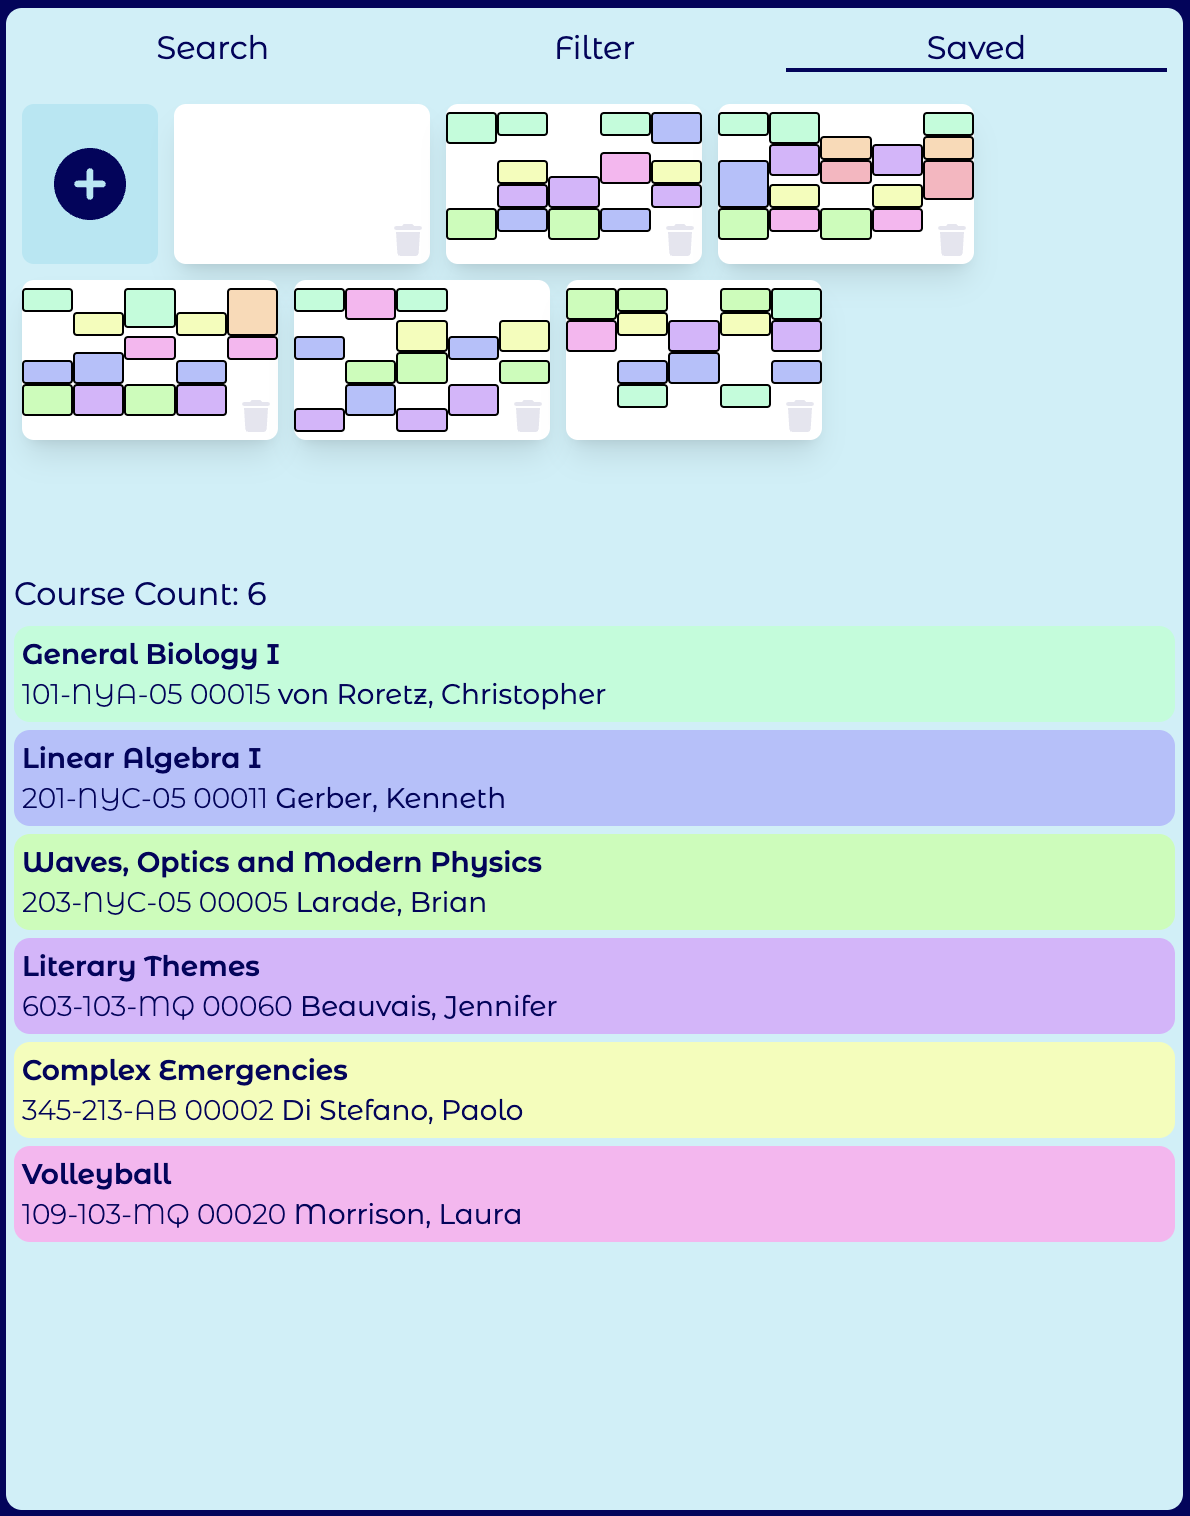 Search
Filter
Saved
Course Count: 6
General Biology I
101-NYA-05 00015 von Roretz, Christopher
Linear Algebra I
201-NYC-05 00011 Gerber, Kenneth
Waves, Optics and Modern Physics
203-NYC-05 00005 Larade, Brian
Literary Themes
603-103-MQ 00060 Beauvais, Jennifer
Complex Emergencies
345-213-AB 00002 Di Stefano, Paolo
Volleyball
109-103-MQ 00020 Morrison, Laura